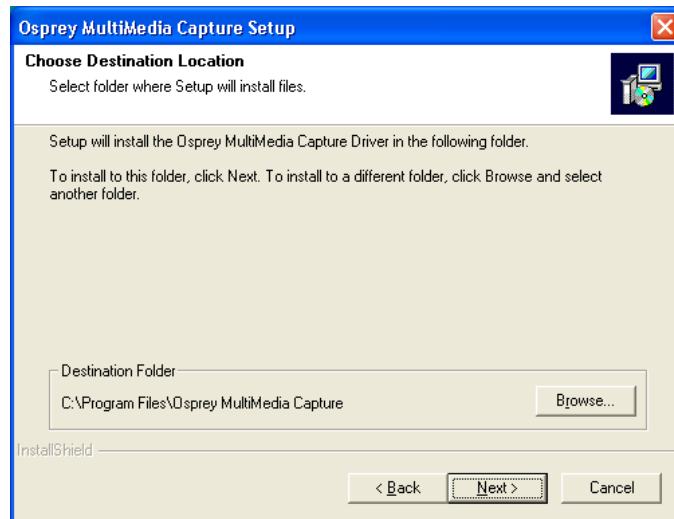 Osprey MultiMedia Capture Setup
Choose Destination Location
Select folder where Setup will install files.
Setup will install the Osprey MultiMedia Capture Driver in the following folder.
To install to this folder, click Next. To install to a different folder, click Browse and select
another folder.
Destination Folder
C:\Program Files\Osprey MultiMedia Capture
Browse...
InstallShield
< Back
Next >
Cancel